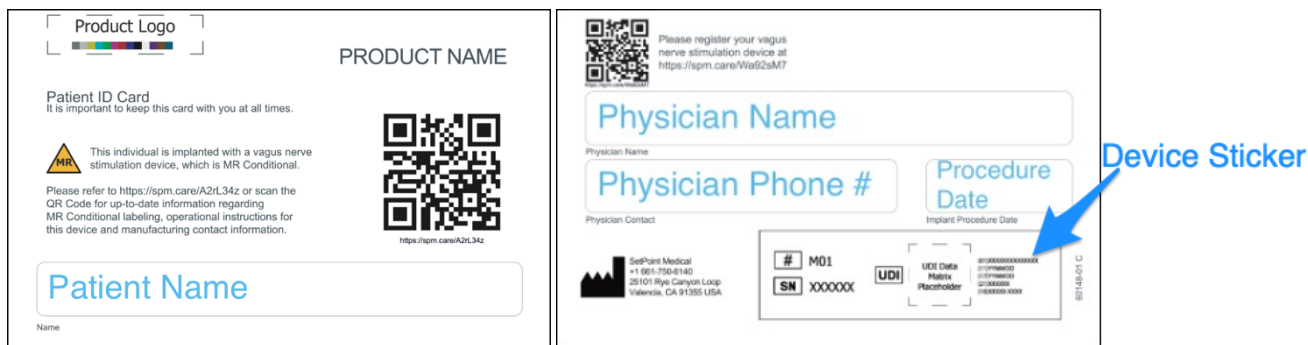 Product Logo
PRODUCT NAME
Patient ID Card
It is important to keep this card with you at all times.
MR
This individual is implanted with a vagus nerve
stimulation device, which is MR Conditional.
Please refer to https://spm.care/A2rL34z or scan the
QR Code for up-to-date information regarding
MR Conditional labeling, operational instructions for
this device and manufacturing contact information.
https://spm.care/A2rL34z
Patient Name
Name
Please register your vagus
nerve stimulation device at
https://spm.care/Wa92sM7
https://spm.care/Wa92sM7
Physician Name
Physician Name
Physician Phone #
Physician Contact
Procedure
Date
Implant Procedure Date
Device Sticker
SetPoint Medical
+1 661-750-6140
25101 Rye Canyon Loop
Valencia, CA 91355 USA
# M01
SN XXXXXX
UDI
UDI Data
Matrix
Placeholder
60148-01 C